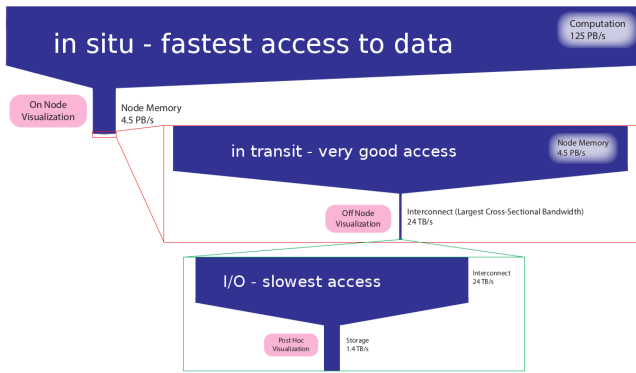 in situ - fastest access to data
Computation
125 PB/s
On Node
Visualization
Node Memory
4.5 PB/s
in transit - very good access
Node Memory
4.5 PB/s
Off Node
Visualization
Interconnect (Largest Cross-Sectional Bandwidth)
24 TB/s
I/O - slowest access
Interconnect
24 TB/s
Post Hoc
Visualization
Storage
1.4 TB/s